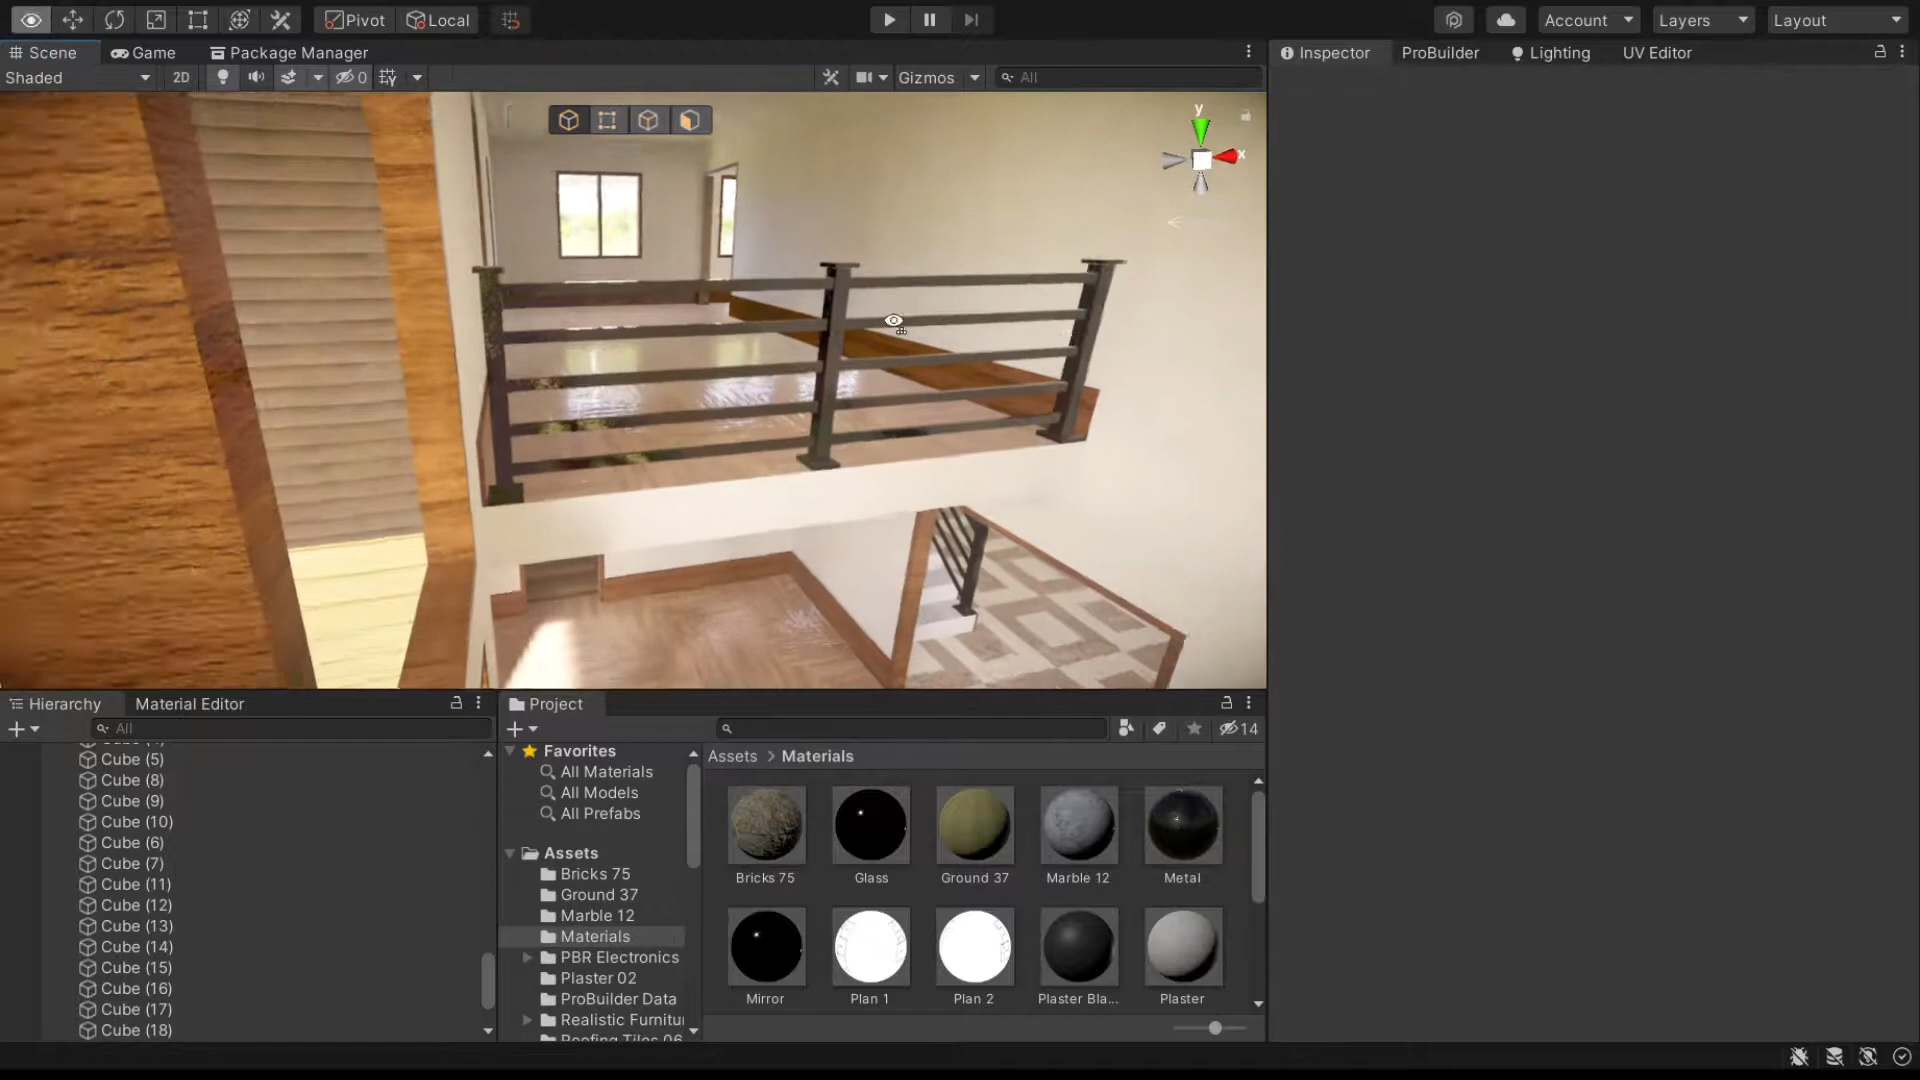 Pivot Local Account Layers Layout
Scene Game Package Manager Inspector ProBuilder Lighting UV Editor
Shaded 2D 0 Gizmos All
y
x
Hierarchy Material Editor Project
All 14
Cube (5)
Cube (8)
Cube (9)
Cube (10)
Cube (6)
Cube (7)
Cube (11)
Cube (12)
Cube (13)
Cube (14)
Cube (15)
Cube (16)
Cube (17)
Cube (18)
Favorites
All Materials
All Models
All Prefabs
Assets
Bricks 75
Ground 37
Marble 12
Materials
PBR Electronics
Plaster 02
ProBuilder Data
Realistic Furnitu
Assets > Materials
Bricks 75 Glass Ground 37 Marble 12 Metal
Mirror Plan 1 Plan 2 Plaster Bla... Plaster